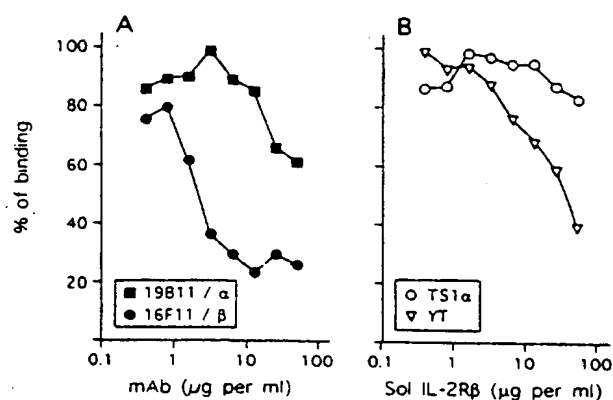 A
B
% of binding
100
80
60
40
20
19B11 / α
16F11 / β
TS1α
YT
0.1 1 10 100
0.1 1 10 100
mAb (μg per ml)
Sol IL-2Rβ (μg per ml)